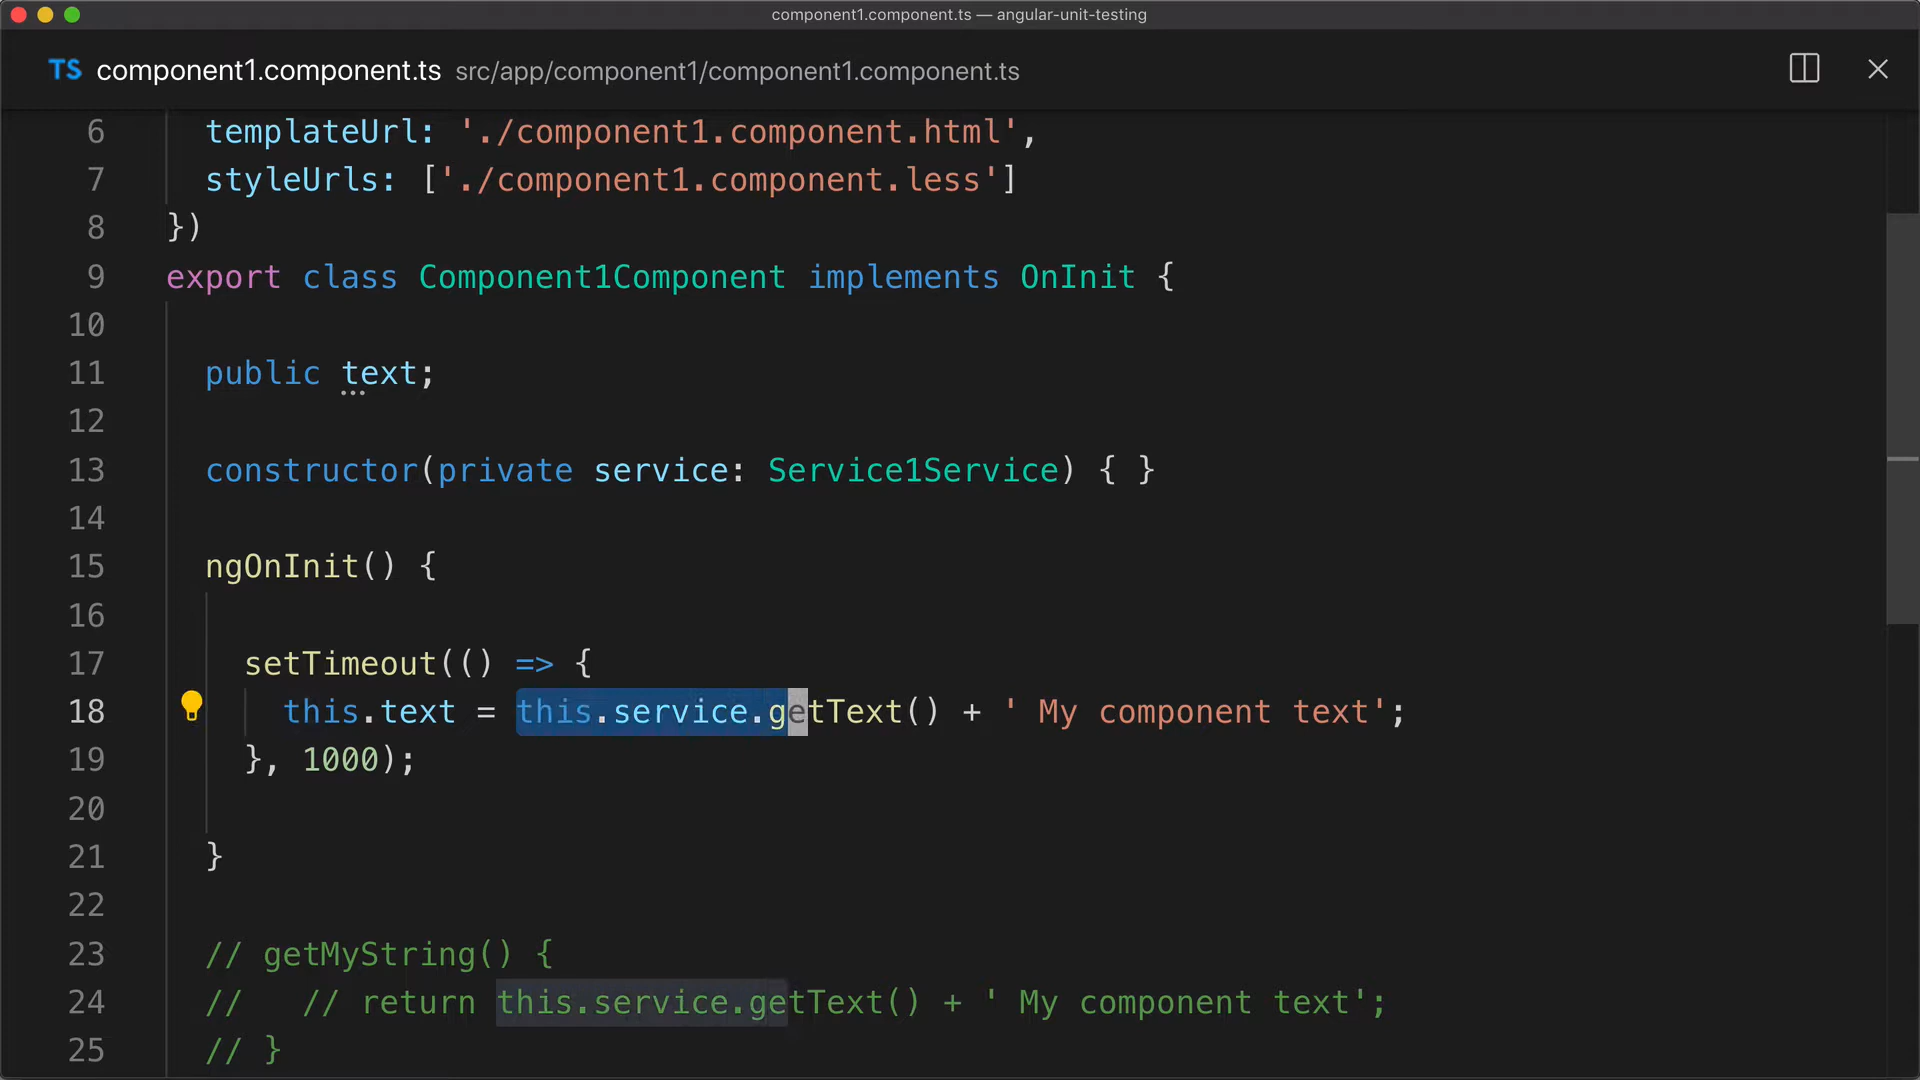 component1.component.ts — angular-unit-testing
TS component1.component.ts src/app/component1/component1.component.ts
6 templateUrl: './component1.component.html',
7 styleUrls: ['./component1.component.less']
8 })
9 export class Component1Component implements OnInit {
10
11 public text;
12
13 constructor(private service: Service1Service) { }
14
15 ngOnInit() {
16
17 setTimeout(() => {
18 this.text = this.service.getText() + ' My component text';
19 }, 1000);
20
21 }
22
23 // getMyString() {
24 // // return this.service.getText() + ' My component text';
25 // }